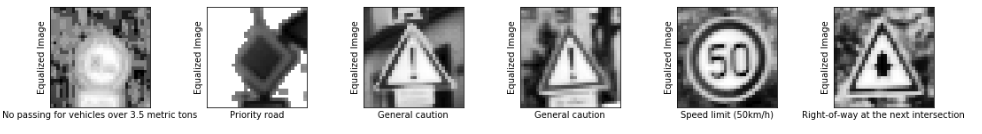 Equalized Image
No passing for vehicles over 3.5 metric tons
Equalized Image
Priority road
Equalized Image
!
General caution
Equalized Image
!
General caution
Equalized Image
50
Speed limit (50km/h)
Equalized Image
Right-of-way at the next intersection